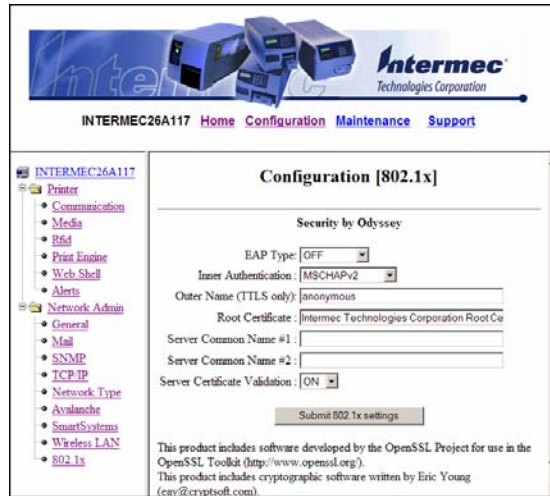 Intermec
Technologies Corporation
INTERMEC26A117 Home Configuration Maintenance Support
INTERMEC26A117
Printer
Communication
Media
Rfid
Print Engine
Web Shell
Alerts
Network Admin
General
Mail
SNMP
TCP/IP
Network Type
Avalanche
SmartSystems
Wireless LAN
802.1x
Configuration [802.1x]
Security by Odyssey
EAP Type: OFF
Inner Authentication : MSCHAPv2
Outer Name (TTLS only): anonymous
Root Certificate : Intermec Technologies Corporation Root Ce
Server Common Name #1 :
Server Common Name #2 :
Server Certificate Validation : ON
Submit 802.1x settings
This product includes software developed by the OpenSSL Project for use in the
OpenSSL Toolkit (http://www.openssl.org/).
This product includes cryptographic software written by Eric Young
(eay@cryptsoft.com).